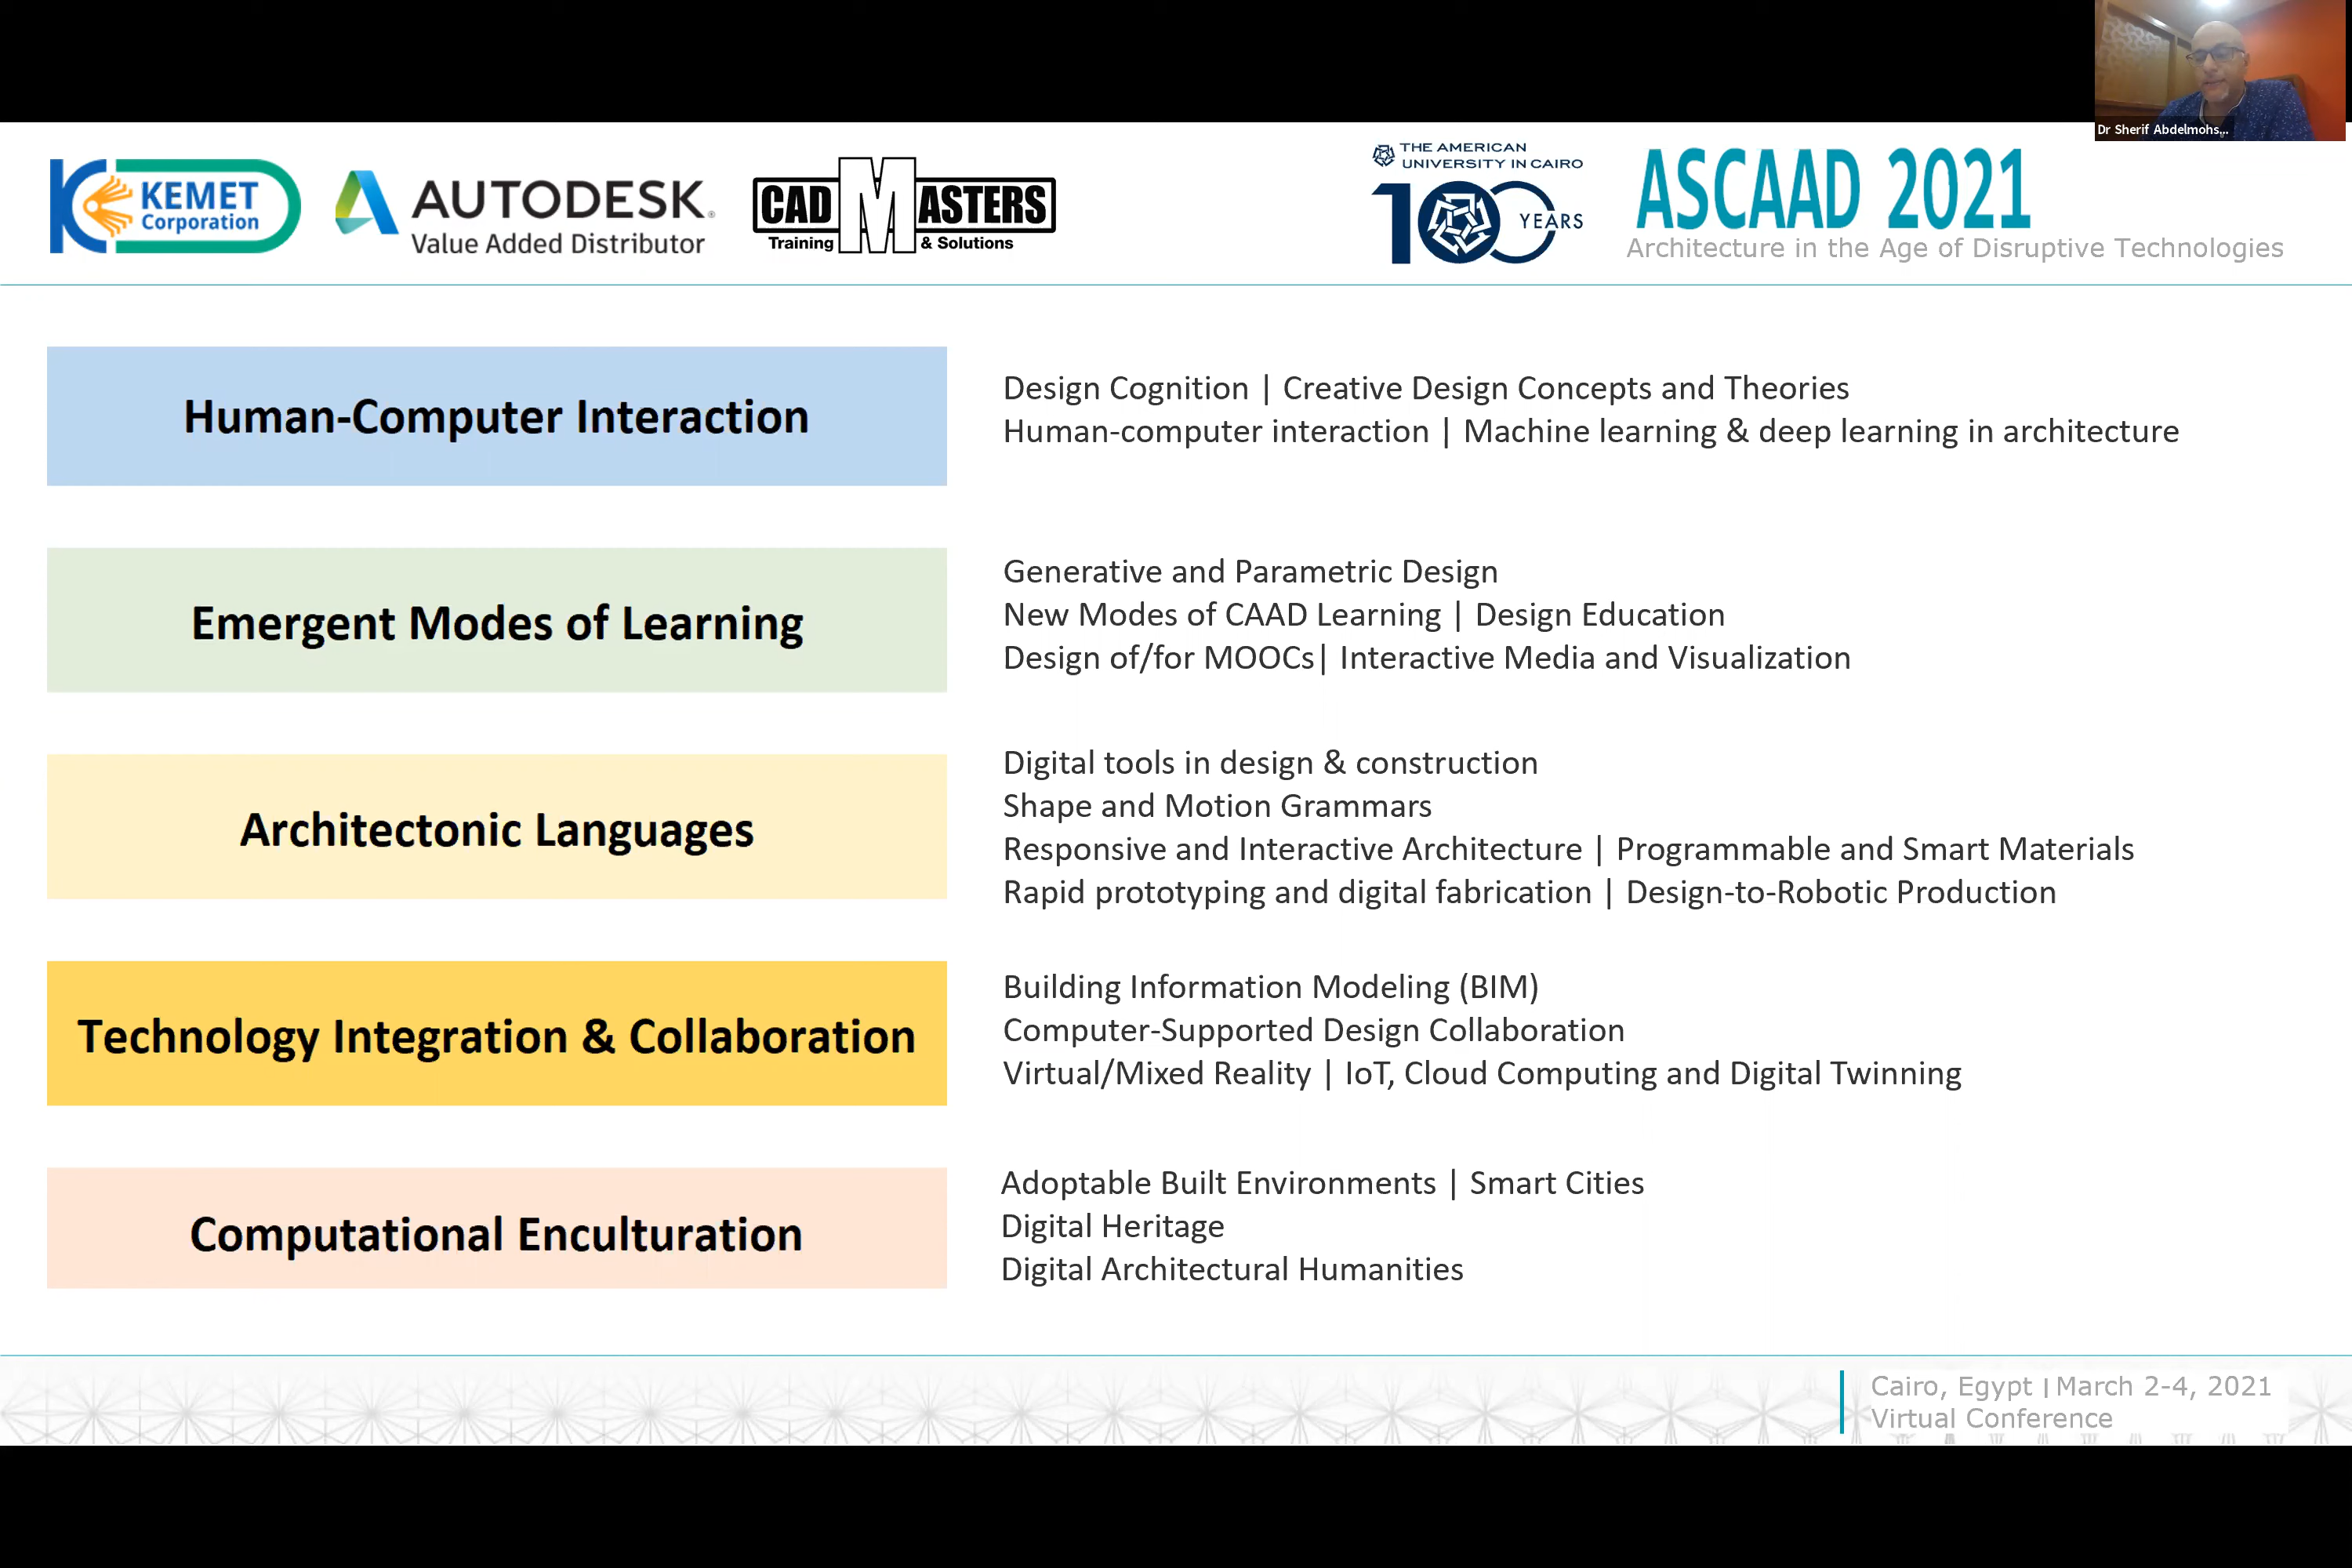 Dr Sherif Abdelmohs...
KEMET
Corporation
AUTODESK®
Value Added Distributor
CAD MASTERS
Training & Solutions
THE AMERICAN
UNIVERSITY IN CAIRO
100 YEARS
ASCAAD 2021
Architecture in the Age of Disruptive Technologies
Human-Computer Interaction
Design Cognition | Creative Design Concepts and Theories
Human-computer interaction | Machine learning & deep learning in architecture
Emergent Modes of Learning
Generative and Parametric Design
New Modes of CAAD Learning | Design Education
Design of/for MOOCs| Interactive Media and Visualization
Architectonic Languages
Digital tools in design & construction
Shape and Motion Grammars
Responsive and Interactive Architecture | Programmable and Smart Materials
Rapid prototyping and digital fabrication | Design-to-Robotic Production
Technology Integration & Collaboration
Building Information Modeling (BIM)
Computer-Supported Design Collaboration
Virtual/Mixed Reality | IoT, Cloud Computing and Digital Twinning
Computational Enculturation
Adoptable Built Environments | Smart Cities
Digital Heritage
Digital Architectural Humanities
Cairo, Egypt | March 2-4, 2021
Virtual Conference